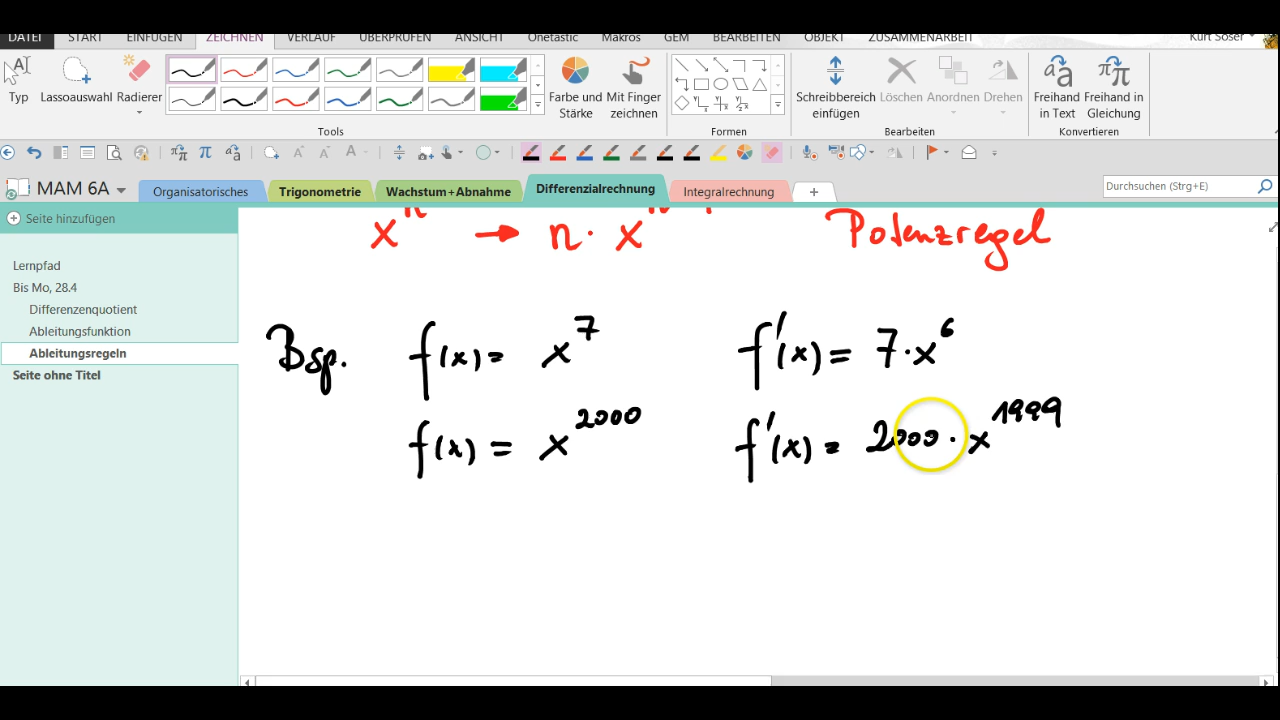 DATEI START EINFÜGEN ZEICHNEN VERLAUF ÜBERPRÜFEN ANSICHT Onetastic Makros GEM BEARBEITEN OBJEKT ZUSAMMENARBEIT Kurt Söser
Typ Lassoauswahl Radierer Farbe und Stärke Mit Finger zeichnen Schreibbereich einfügen Löschen Anordnen Drehen Freihand in Text Freihand in Gleichung
Tools Formen Bearbeiten Konvertieren
MAM 6A Organisatorisches Trigonometrie Wachstum+Abnahme Differenzialrechnung Integralrechnung + Durchsuchen (Strg+E)
Seite hinzufügen
Lernpfad
Bis Mo, 28.4
Differenzenquotient
Ableitungsfunktion
Ableitungsregeln
Seite ohne Titel
xⁿ → n · x Potenzregel
Bsp. f(x) = x⁷ f'(x) = 7·x⁶
f(x) = x²⁰⁰⁰ f'(x) = 2000 · x¹⁹⁹⁹